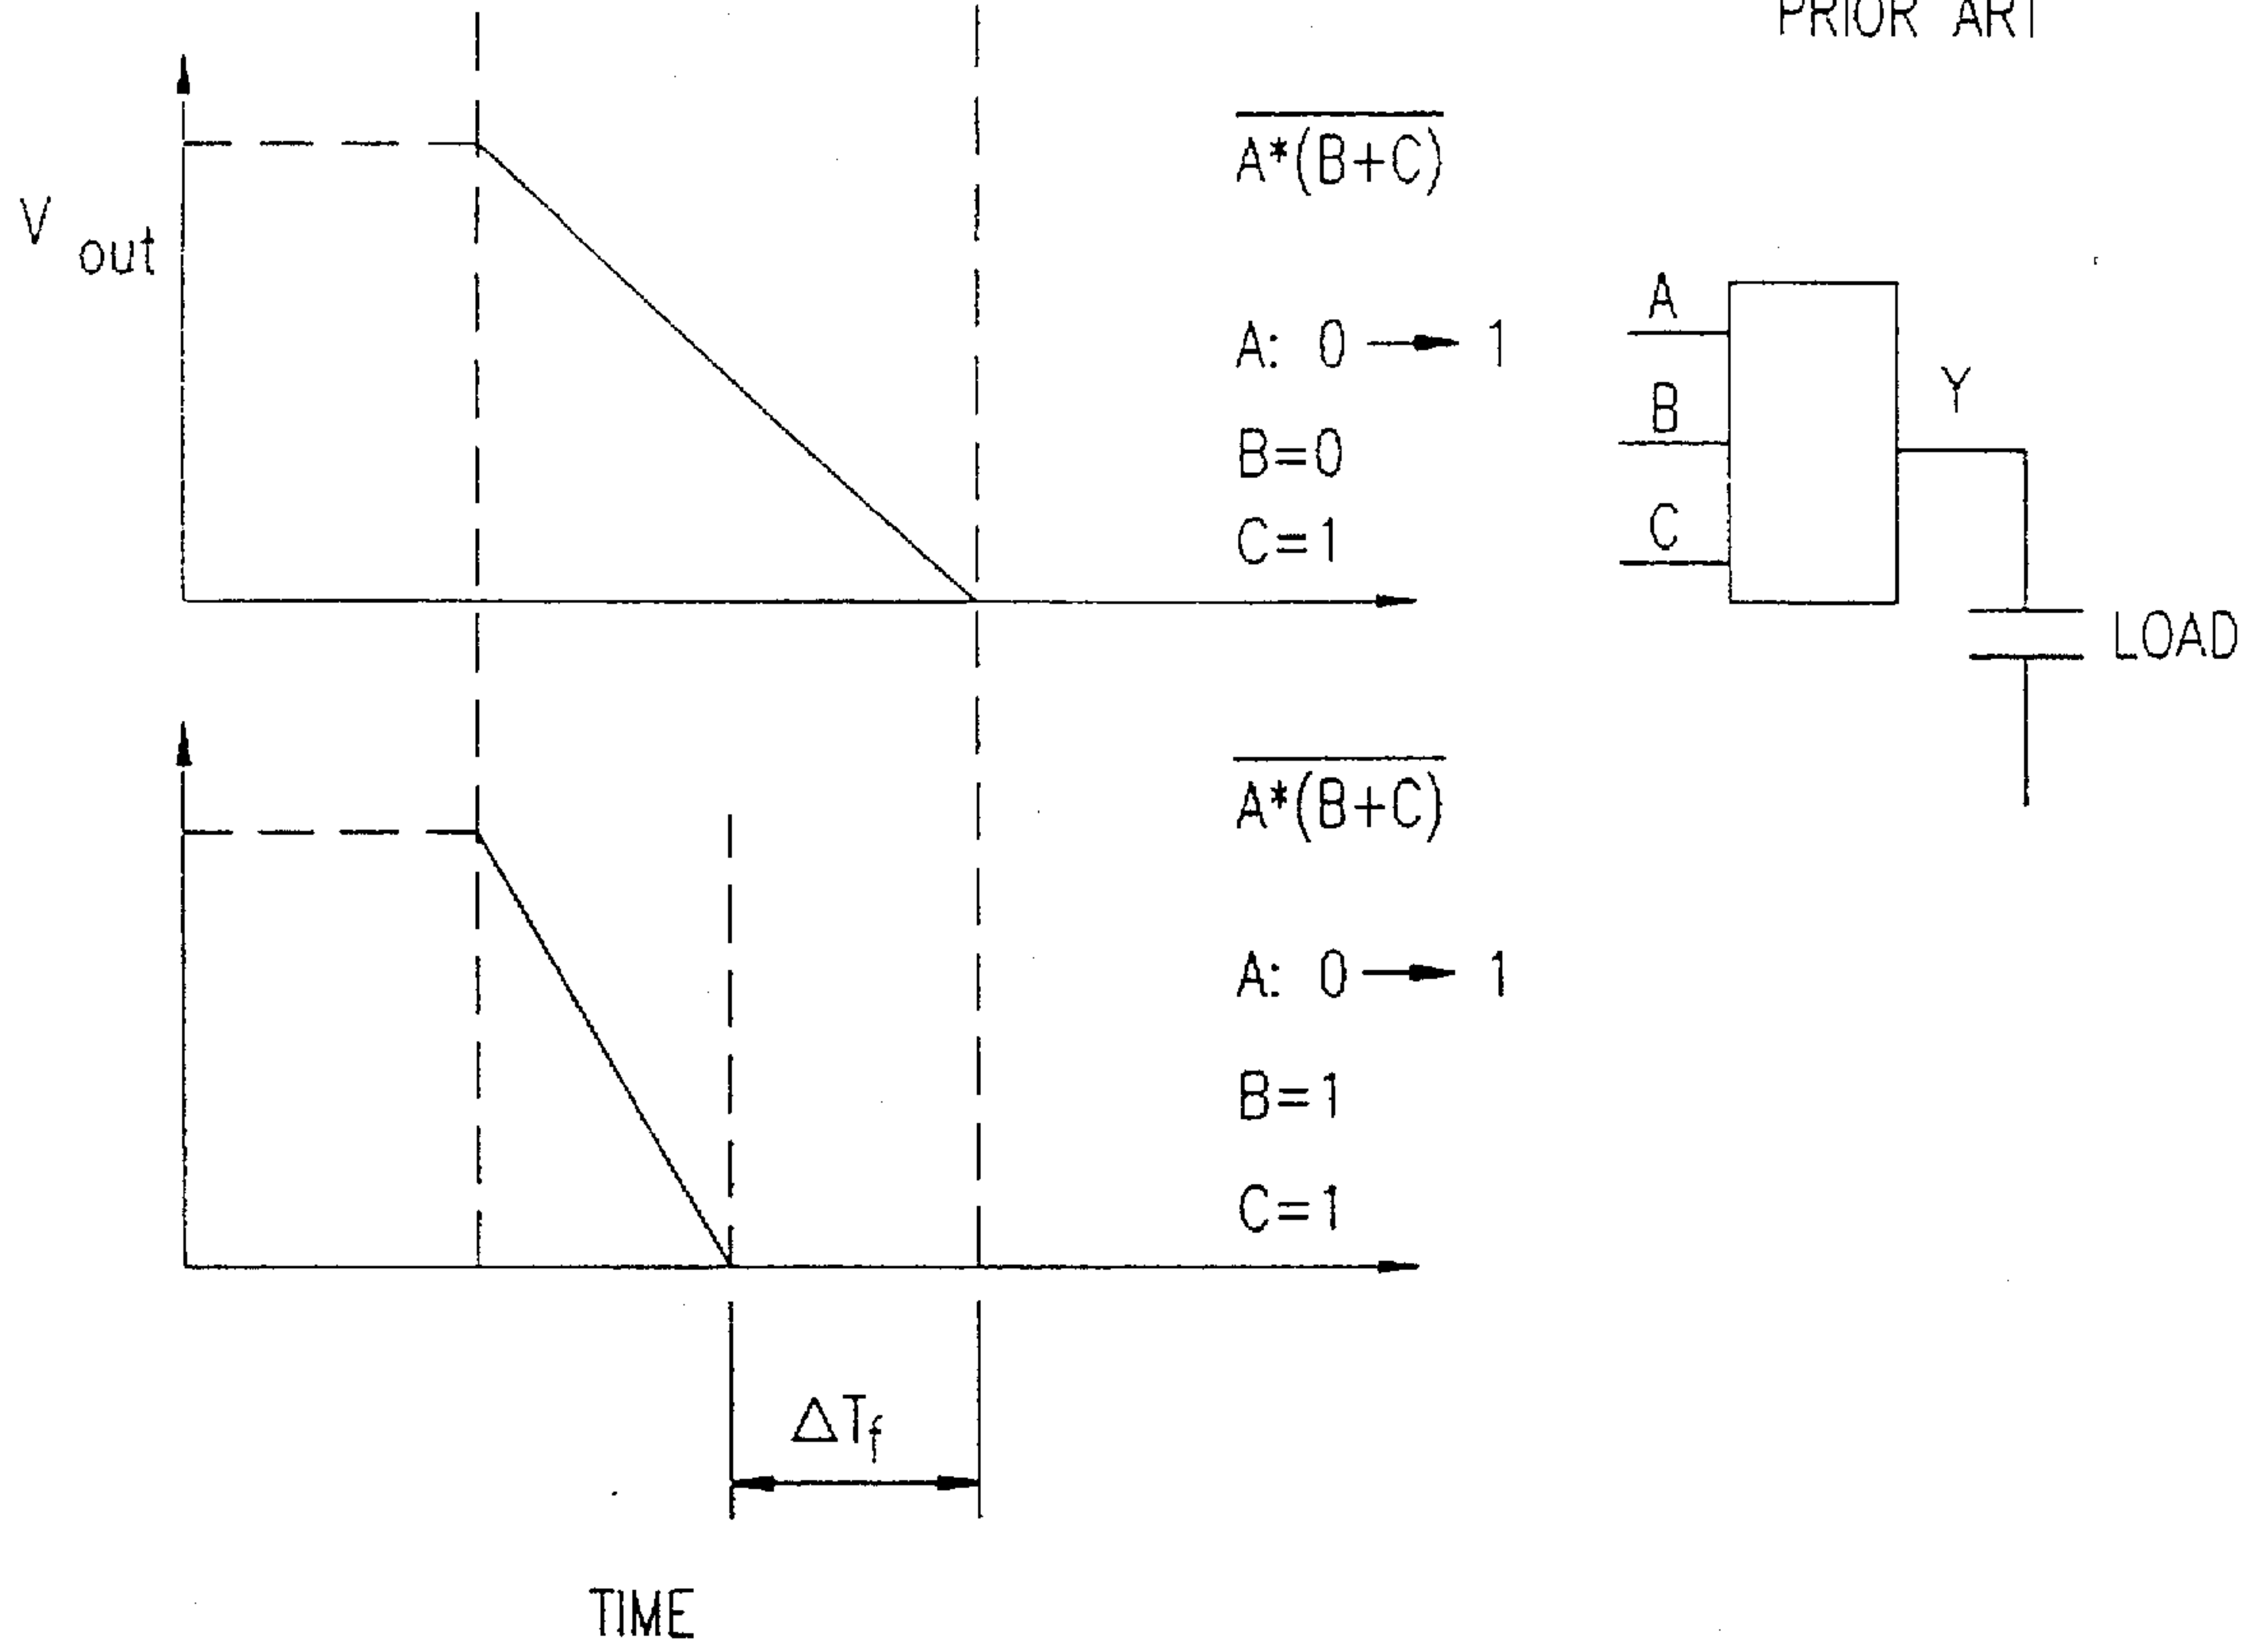 PRIOR ART
V out
A*(B+C)
A: 0 → 1
B=0
C=1
A
B
C
Y
LOAD
A*(B+C)
A: 0 → 1
B=1
C=1
ΔTf
TIME